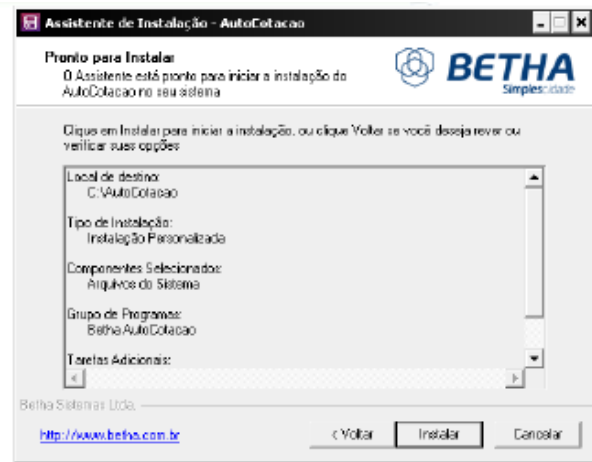 Assistente de Instalação - AutoCotacao
Pronto para Instalar
O Assistente está pronto para iniciar a instalação do
AutoCotacao no seu sistema
BETHA
Simplescidade
Clique em Instalar para iniciar a instalação, ou clique Voltar se você deseja rever ou
verificar suas opções
Local de destino:
C:\AutoCotacao
Tipo de Instalação:
Instalação Personalizada
Componentes Selecionados:
Arquivos do Sistema
Grupo de Programas:
Betha AutoCotacao
Tarefas Adicionais:
Betha Sistemas Ltda.
http://www.betha.com.br
< Voltar
Instalar
Cancelar